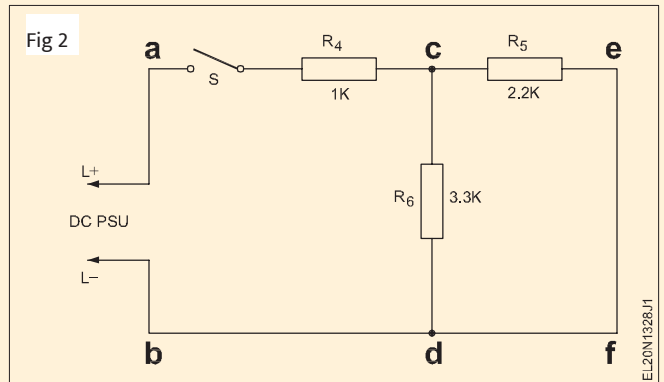 Fig 2
a
S
R4
1K
c
R5
2.2K
e
L+
DC PSU
L−
R6
3.3K
b
d
f
EL20N1328J1